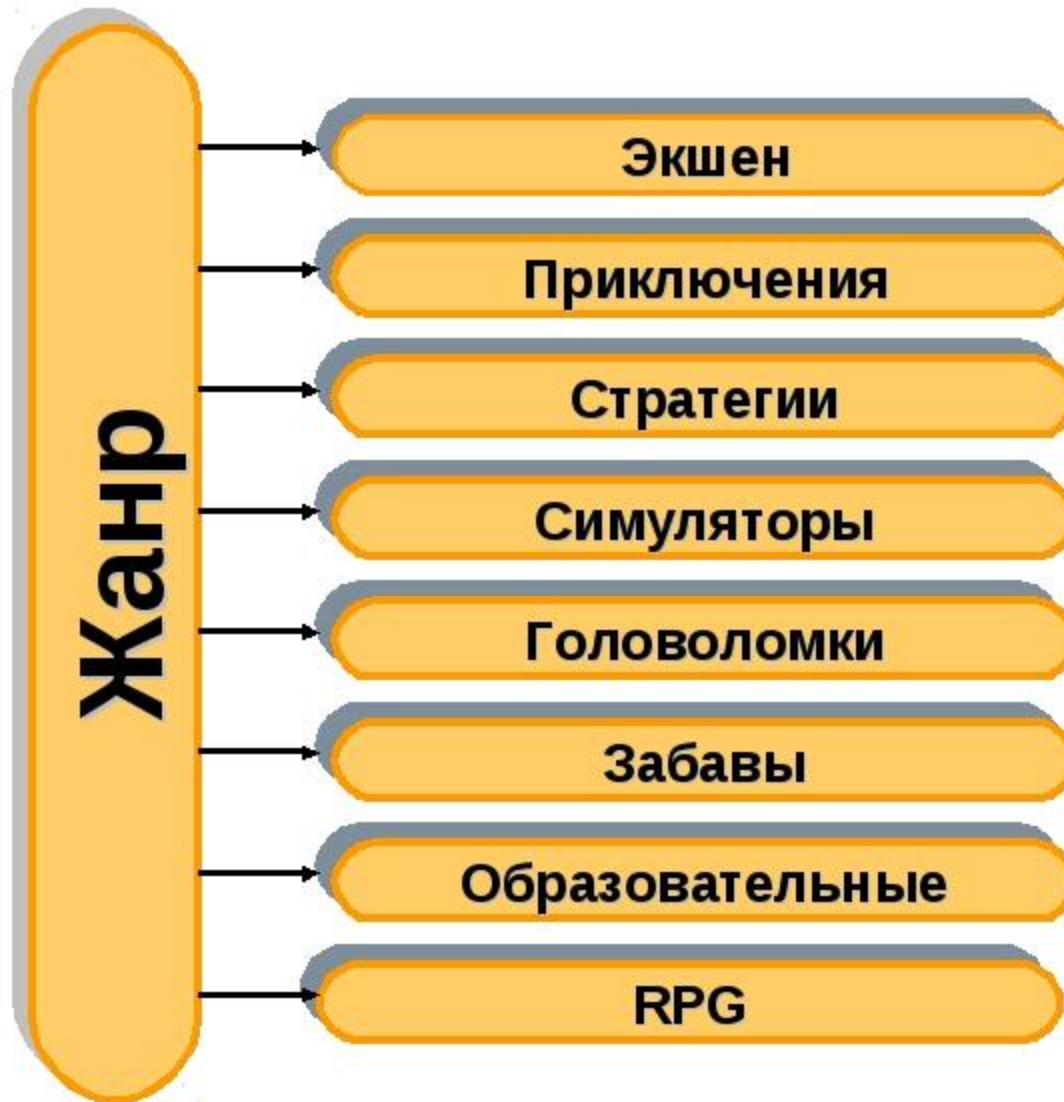 Жанр
Экшен
Приключения
Стратегии
Симуляторы
Головоломки
Забавы
Образовательные
RPG